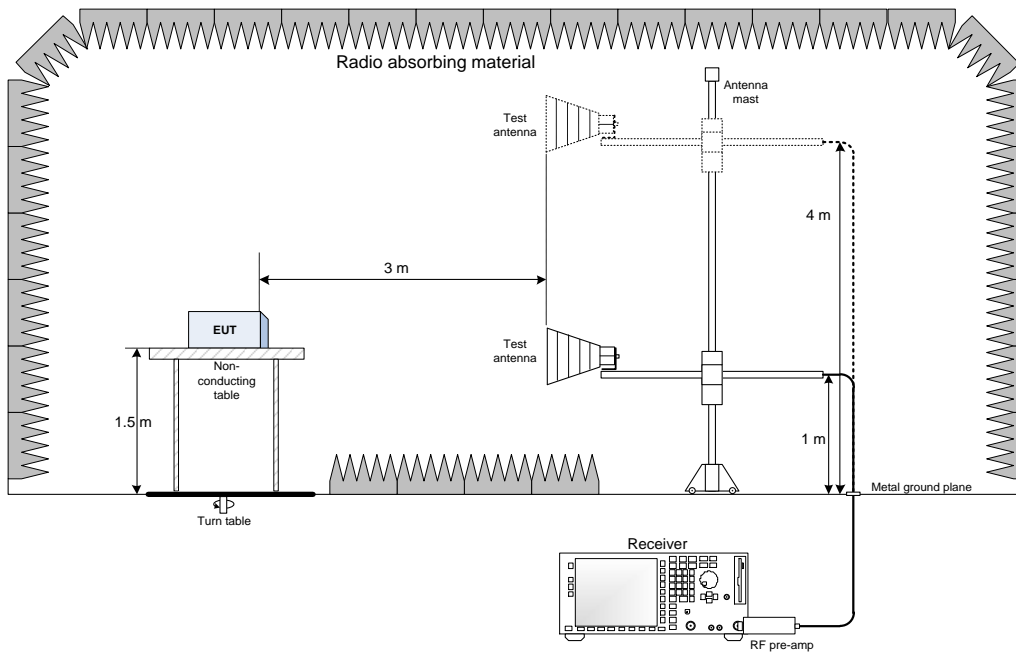 Radio absorbing material
Antenna
mast
Test
antenna
4 m
3 m
EUT
Test
antenna
Non-
conducting
table
1.5 m
1 m
Metal ground plane
Turn table
Receiver
RF pre-amp